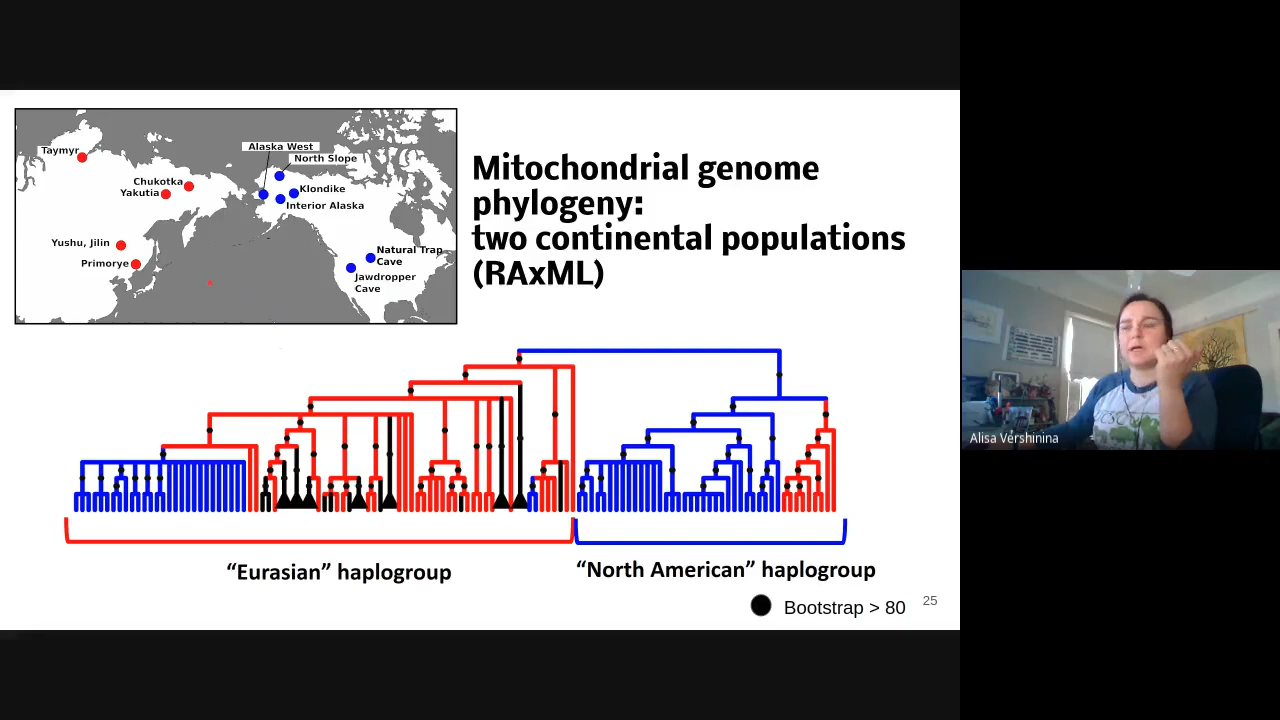 Taymyr
Alaska West
North Slope
Chukotka
Yakutia
Klondike
Interior Alaska
Yushu, Jilin
Primorye
Natural Trap
Cave
Jawdropper
Cave
Mitochondrial genome
phylogeny:
two continental populations
(RAxML)
“Eurasian” haplogroup
“North American” haplogroup
Bootstrap > 80
25
Alisa Vershinina